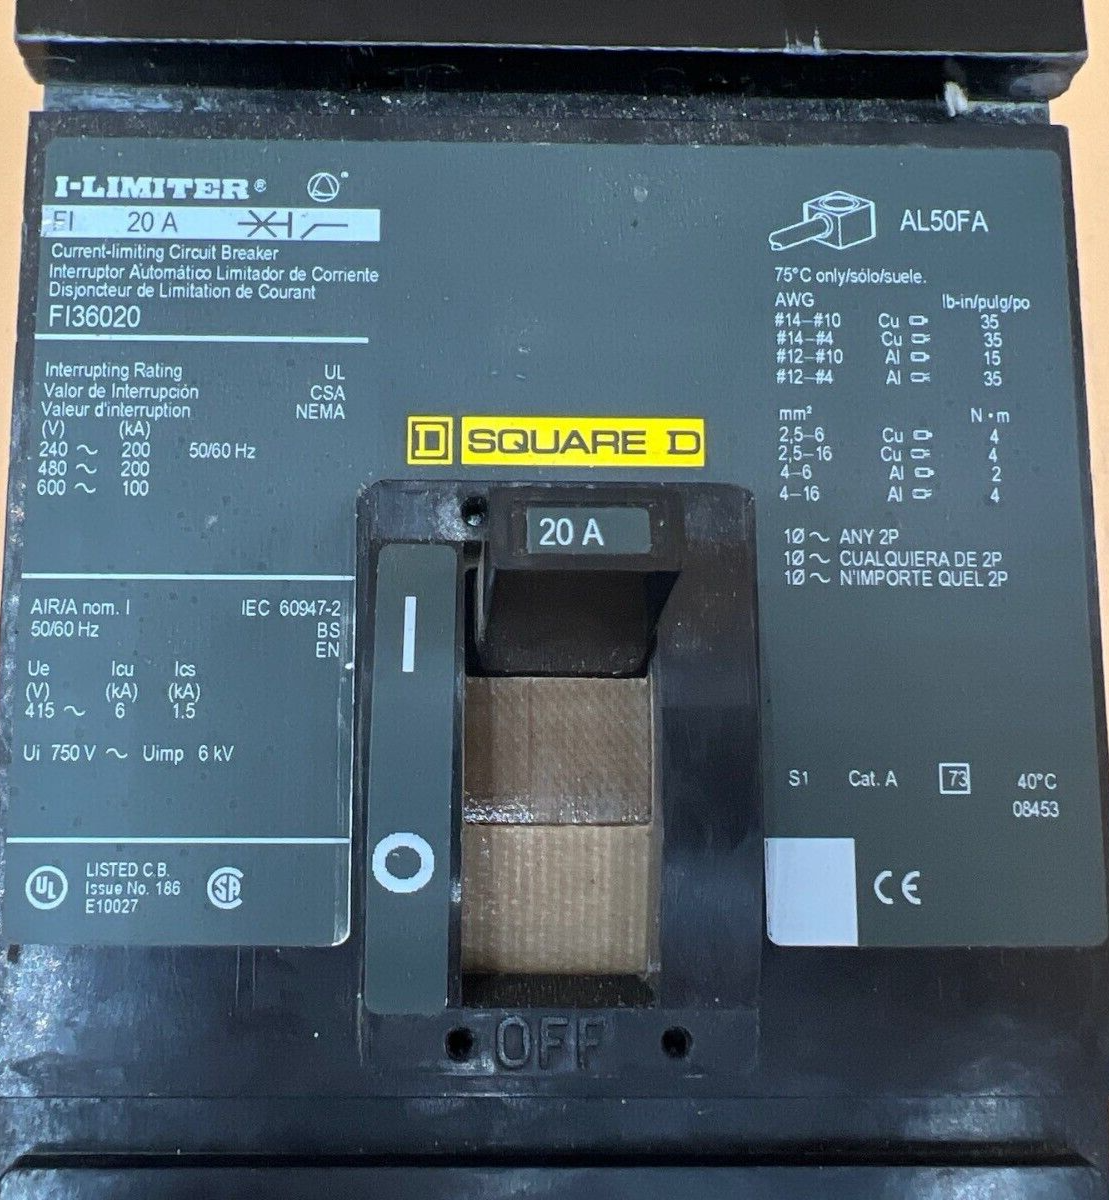 I-LIMITER®
FI 20 A
Current-limiting Circuit Breaker
Interruptor Automático Limitador de Corriente
Disjoncteur de Limitation de Courant
FI36020
Interrupting Rating UL
Valor de Interrupción CSA
Valeur d'interruption NEMA
(V) (kA)
240 ~ 200 50/60 Hz
480 ~ 200
600 ~ 100
AIR/A nom. I IEC 60947-2
50/60 Hz BS
EN
Ue Icu Ics
(V) (kA) (kA)
415 ~ 6 1.5
Ui 750 V ~ Uimp 6 kV
UL LISTED C.B. SA
Issue No. 186
E10027
D SQUARE D
20 A
OFF
AL50FA
75°C only/sólo/suele.
AWG lb-in/pulg/po
#14-#10 Cu 35
#14-#4 Cu 35
#12-#10 Al 15
#12-#4 Al 35
mm² N•m
2,5-6 Cu 4
2,5-16 Cu 4
4-6 Al 2
4-16 Al 4
1Ø ~ ANY 2P
1Ø ~ CUALQUIERA DE 2P
1Ø ~ N'IMPORTE QUEL 2P
S1 Cat. A 73 40°C
08453
CE